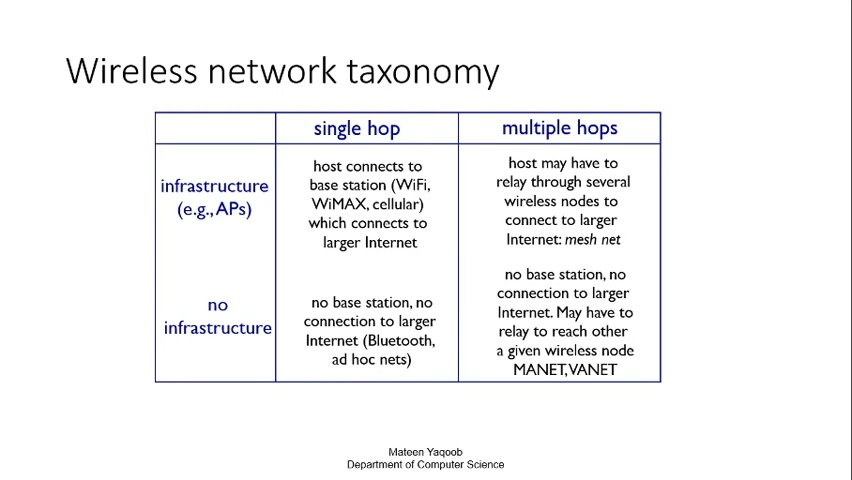 Wireless network taxonomy
single hop
multiple hops
infrastructure
(e.g., APs)
host connects to
base station (WiFi,
WiMAX, cellular)
which connects to
larger Internet
host may have to
relay through several
wireless nodes to
connect to larger
Internet: mesh net
no
infrastructure
no base station, no
connection to larger
Internet (Bluetooth,
ad hoc nets)
no base station, no
connection to larger
Internet. May have to
relay to reach other
a given wireless node
MANET,VANET
Mateen Yaqoob
Department of Computer Science